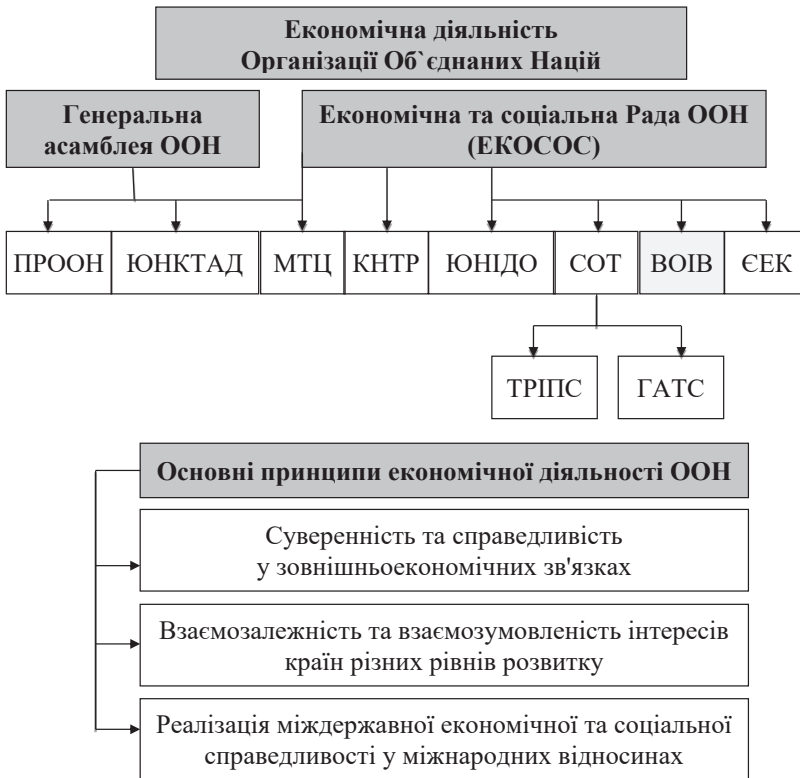 Економічна діяльність
Організації Об`єднаних Націй
Генеральна
асамблея ООН
Економічна та соціальна Рада ООН
(ЕКОСОС)
ПРООН
ЮНКТАД
МТЦ
КНТР
ЮНІДО
СОТ
ВОІВ
ЄЕК
ТРІПС
ГАТС
Основні принципи економічної діяльності ООН
Суверенність та справедливість
у зовнішньоекономічних зв'язках
Взаємозалежність та взаємозумовленість інтересів
країн різних рівнів розвитку
Реалізація міждержавної економічної та соціальної
справедливості у міжнародних відносинах